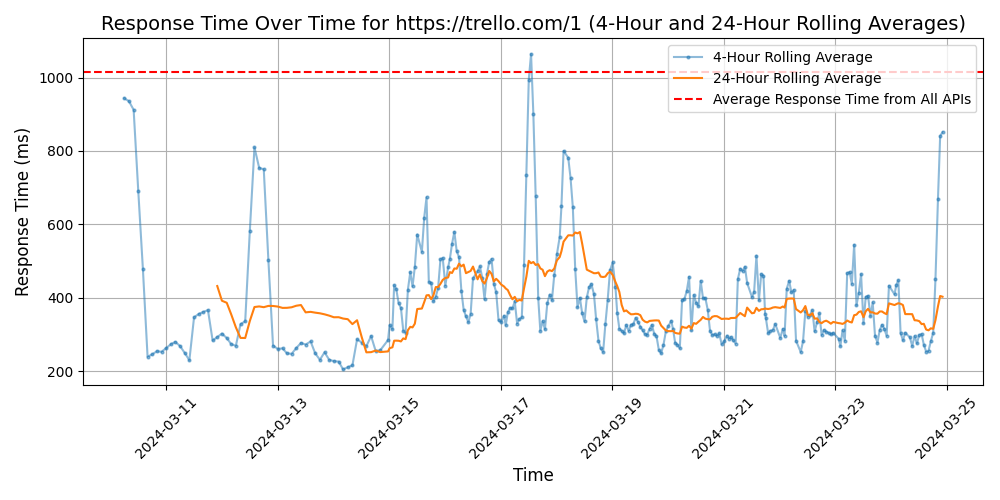 Response Time Over Time for https://trello.com/1 (4-Hour and 24-Hour Rolling Averages)
4-Hour Rolling Average
24-Hour Rolling Average
Average Response Time from All APIs
Response Time (ms)
1000
800
600
400
200
2024-03-11
2024-03-13
2024-03-15
2024-03-17
2024-03-19
2024-03-21
2024-03-23
2024-03-25
Time